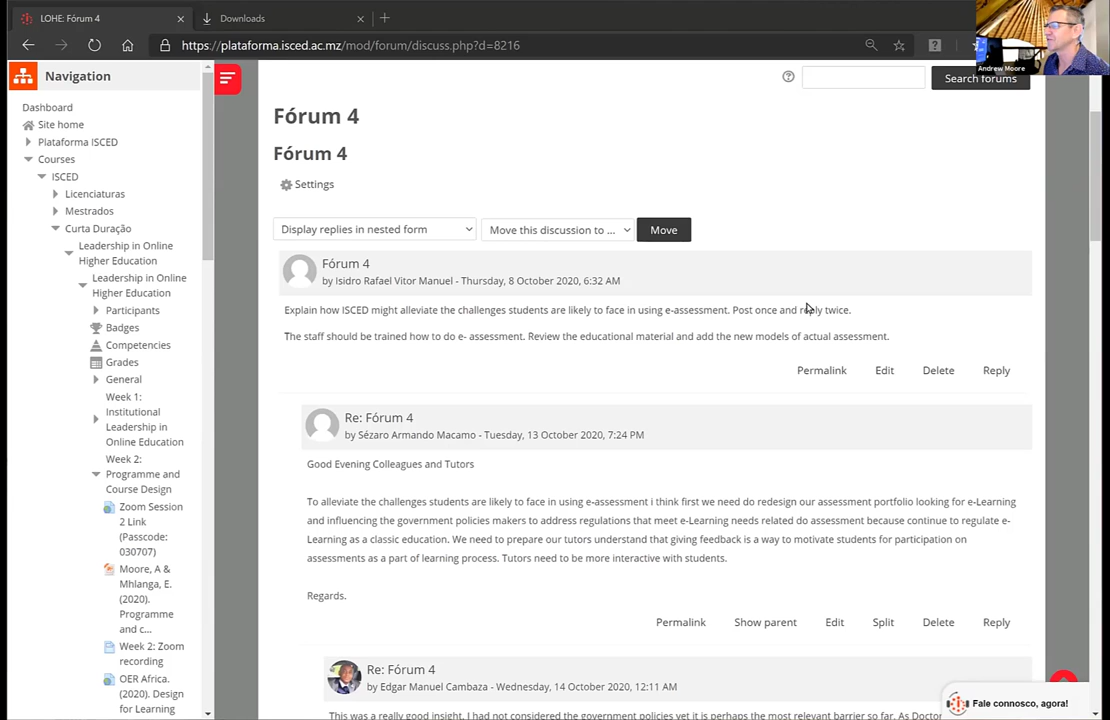 LOHE: Fórum 4
Downloads
https://plataforma.isced.ac.mz/mod/forum/discuss.php?d=8216
Andrew Moore
Navigation
Search forums
Dashboard
Site home
Plataforma ISCED
Courses
ISCED
Licenciaturas
Mestrados
Curta Duração
Leadership in Online
Higher Education
Leadership in Online
Higher Education
Participants
Badges
Competencies
Grades
General
Week 1:
Institutional
Leadership in
Online Education
Week 2:
Programme and
Course Design
Zoom Session
2 Link
(Passcode:
030707)
Moore, A &
Mhlanga, E.
(2020).
Programme
and c...
Week 2: Zoom
recording
OER Africa.
(2020). Design
for Learning
Fórum 4
Fórum 4
Settings
Display replies in nested form
Move this discussion to ...
Move
Fórum 4
by Isidro Rafael Vitor Manuel - Thursday, 8 October 2020, 6:32 AM
Explain how ISCED might alleviate the challenges students are likely to face in using e-assessment. Post once and reply twice.
The staff should be trained how to do e- assessment. Review the educational material and add the new models of actual assessment.
Permalink Edit Delete Reply
Re: Fórum 4
by Sézaro Armando Macamo - Tuesday, 13 October 2020, 7:24 PM
Good Evening Colleagues and Tutors
To alleviate the challenges students are likely to face in using e-assessment i think first we need do redesign our assessment portfolio looking for e-Learning
and influencing the government policies makers to address regulations that meet e-Learning needs related do assessment because continue to regulate e-
Learning as a classic education. We need to prepare our tutors understand that giving feedback is a way to motivate students for participation on
assessments as a part of learning process. Tutors need to be more interactive with students.
Regards.
Permalink Show parent Edit Split Delete Reply
Re: Fórum 4
by Edgar Manuel Cambaza - Wednesday, 14 October 2020, 12:11 AM
This was a really good insight. I had not considered the government policies yet it is perhaps the most relevant barrier so far. As Doctor
Fale connosco, agora!